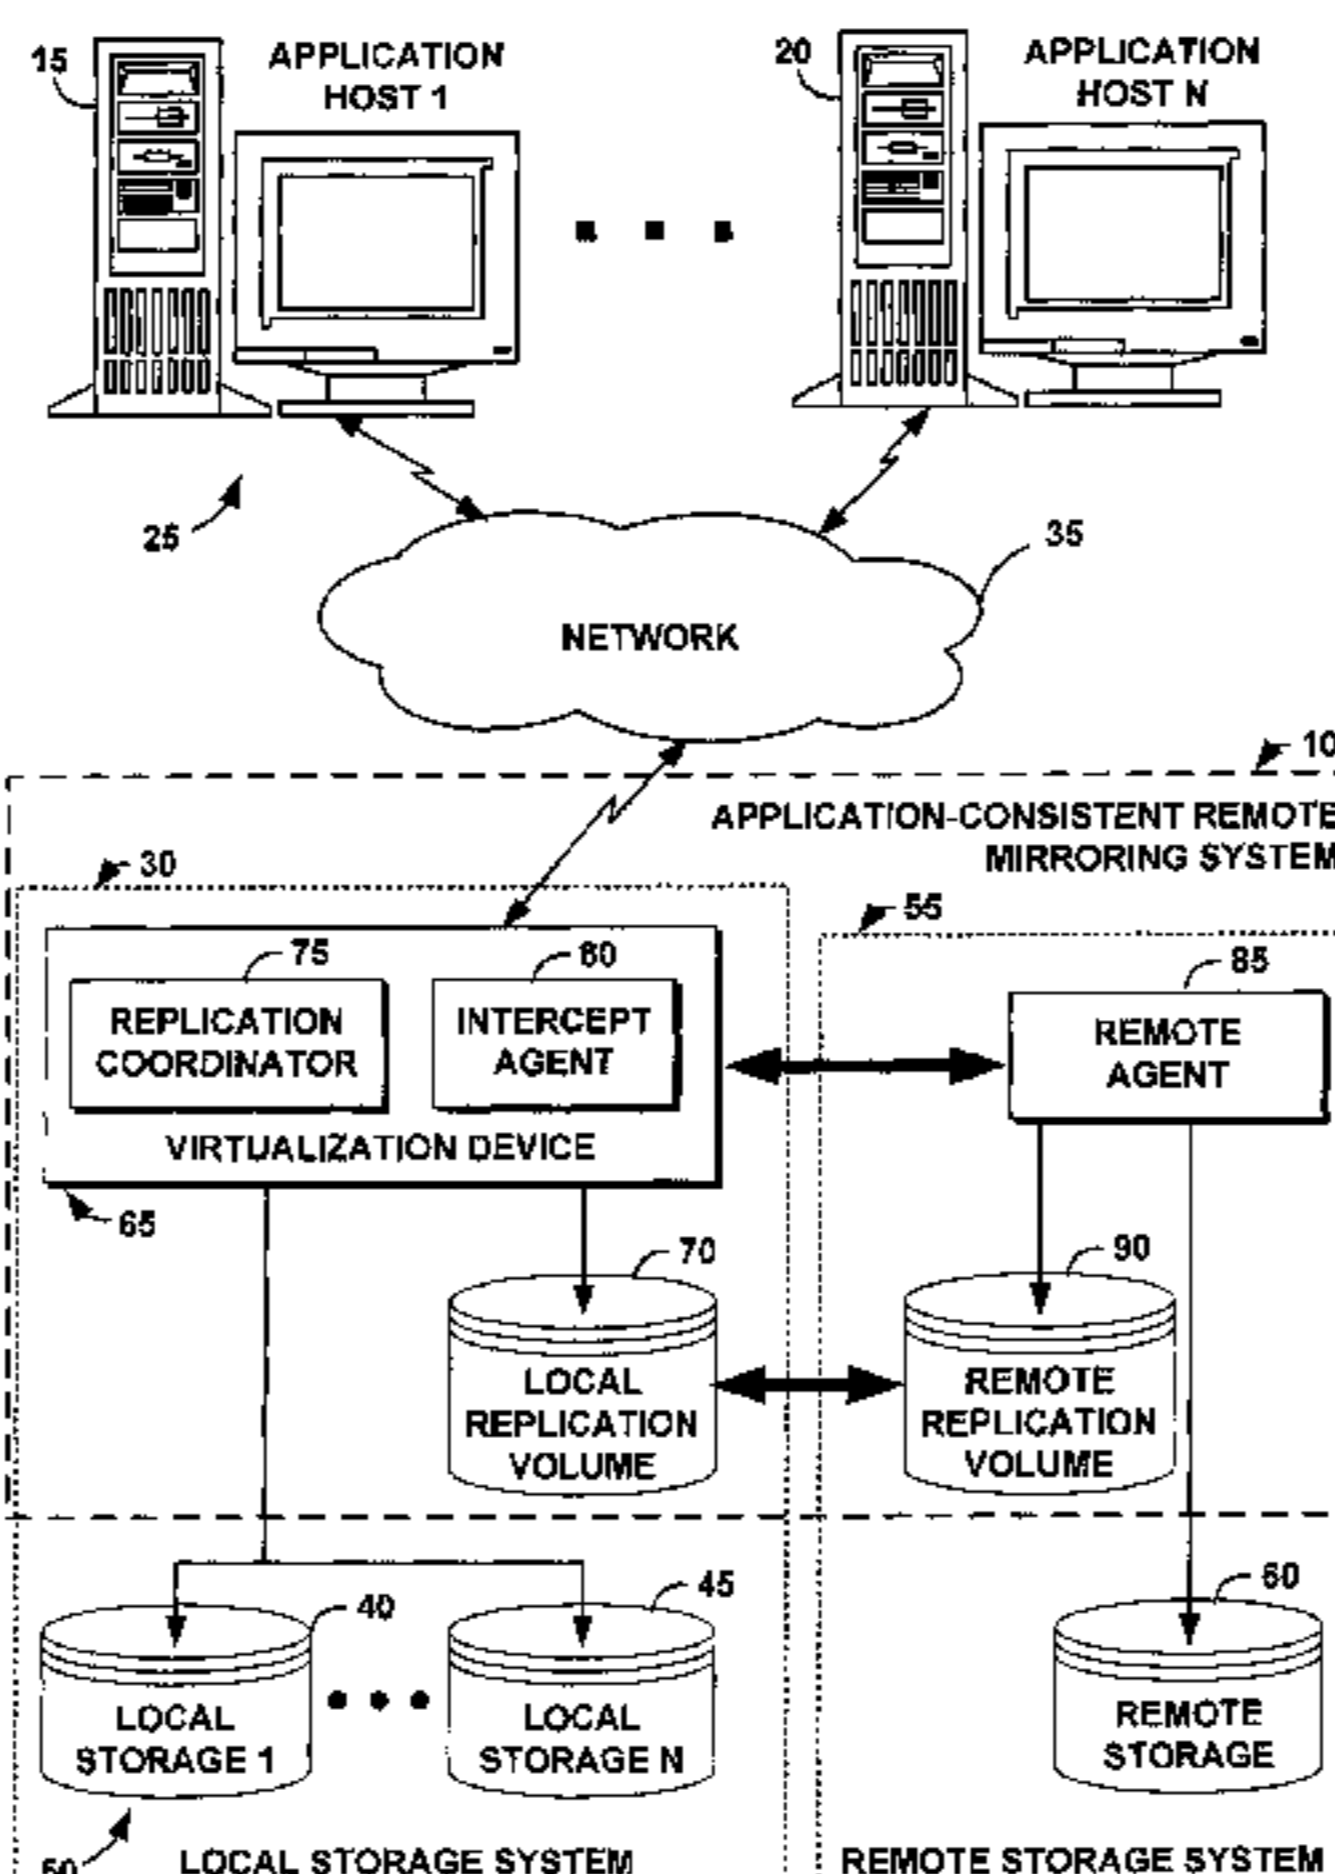 15
APPLICATION
HOST 1
20
APPLICATION
HOST N
25
35
NETWORK
10
APPLICATION-CONSISTENT REMOTE
MIRRORING SYSTEM
30
55
75
80
85
REPLICATION
COORDINATOR
INTERCEPT
AGENT
REMOTE
AGENT
VIRTUALIZATION DEVICE
65
70
90
LOCAL
REPLICATION
VOLUME
REMOTE
REPLICATION
VOLUME
40
45
60
LOCAL
STORAGE 1
LOCAL
STORAGE N
REMOTE
STORAGE
50
LOCAL STORAGE SYSTEM
REMOTE STORAGE SYSTEM